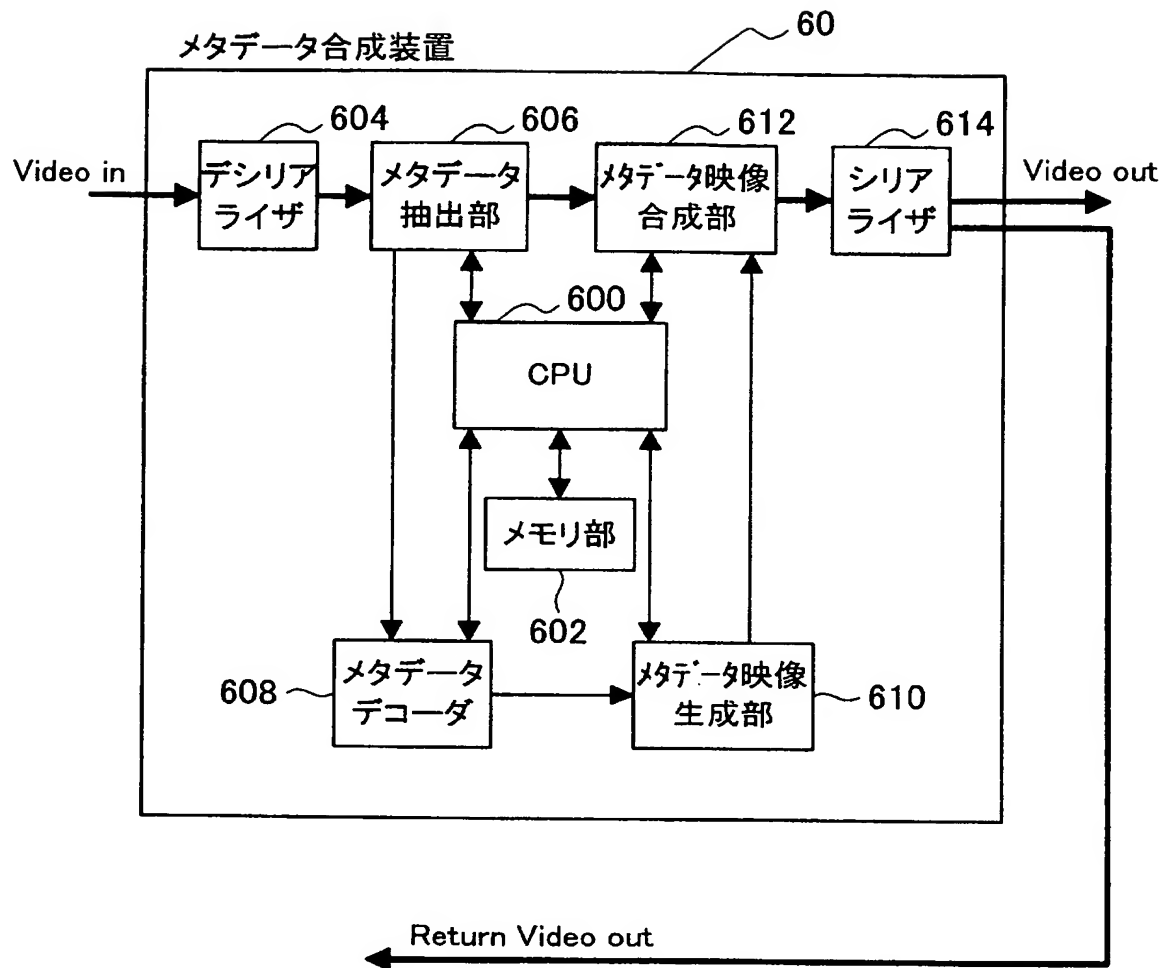 メタデータ合成装置
60
604
606
612
614
Video in
デシリア
ライザ
メタデータ
抽出部
メタデータ映像
合成部
シリア
ライザ
Video out
600
CPU
メモリ部
602
608
メタデータ
デコーダ
メタデータ映像
生成部
610
Return Video out